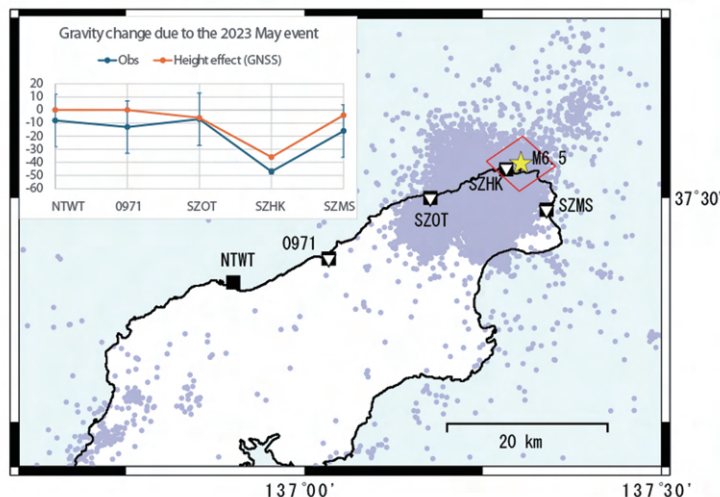 Gravity change due to the 2023 May event
Obs Height effect (GNSS)
20
10
0
-10
-20
-30
-40
-50
-60
NTWT 0971 SZOT SZHK SZMS
M6.5
SZHK
SZMS
SZOT
0971
NTWT
37°30'
20 km
137°00' 137°30'